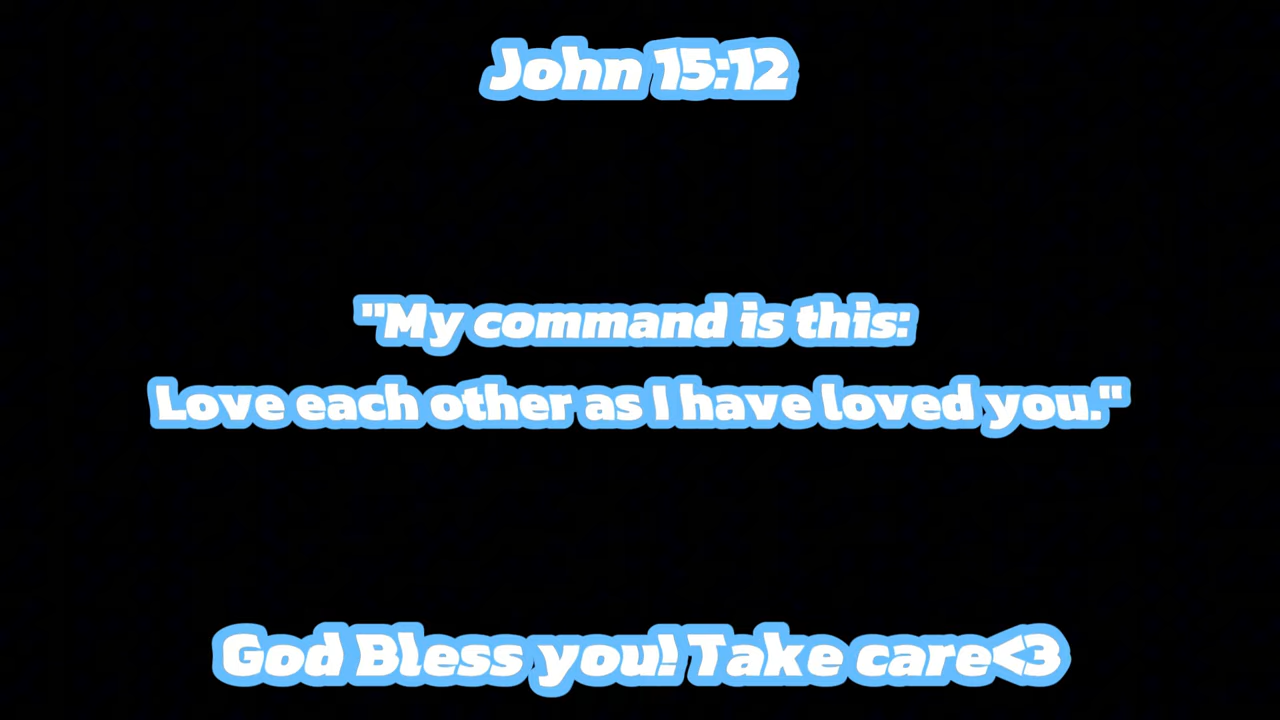 John 15:12
"My command is this:
Love each other as I have loved you."
God Bless you! Take care<3